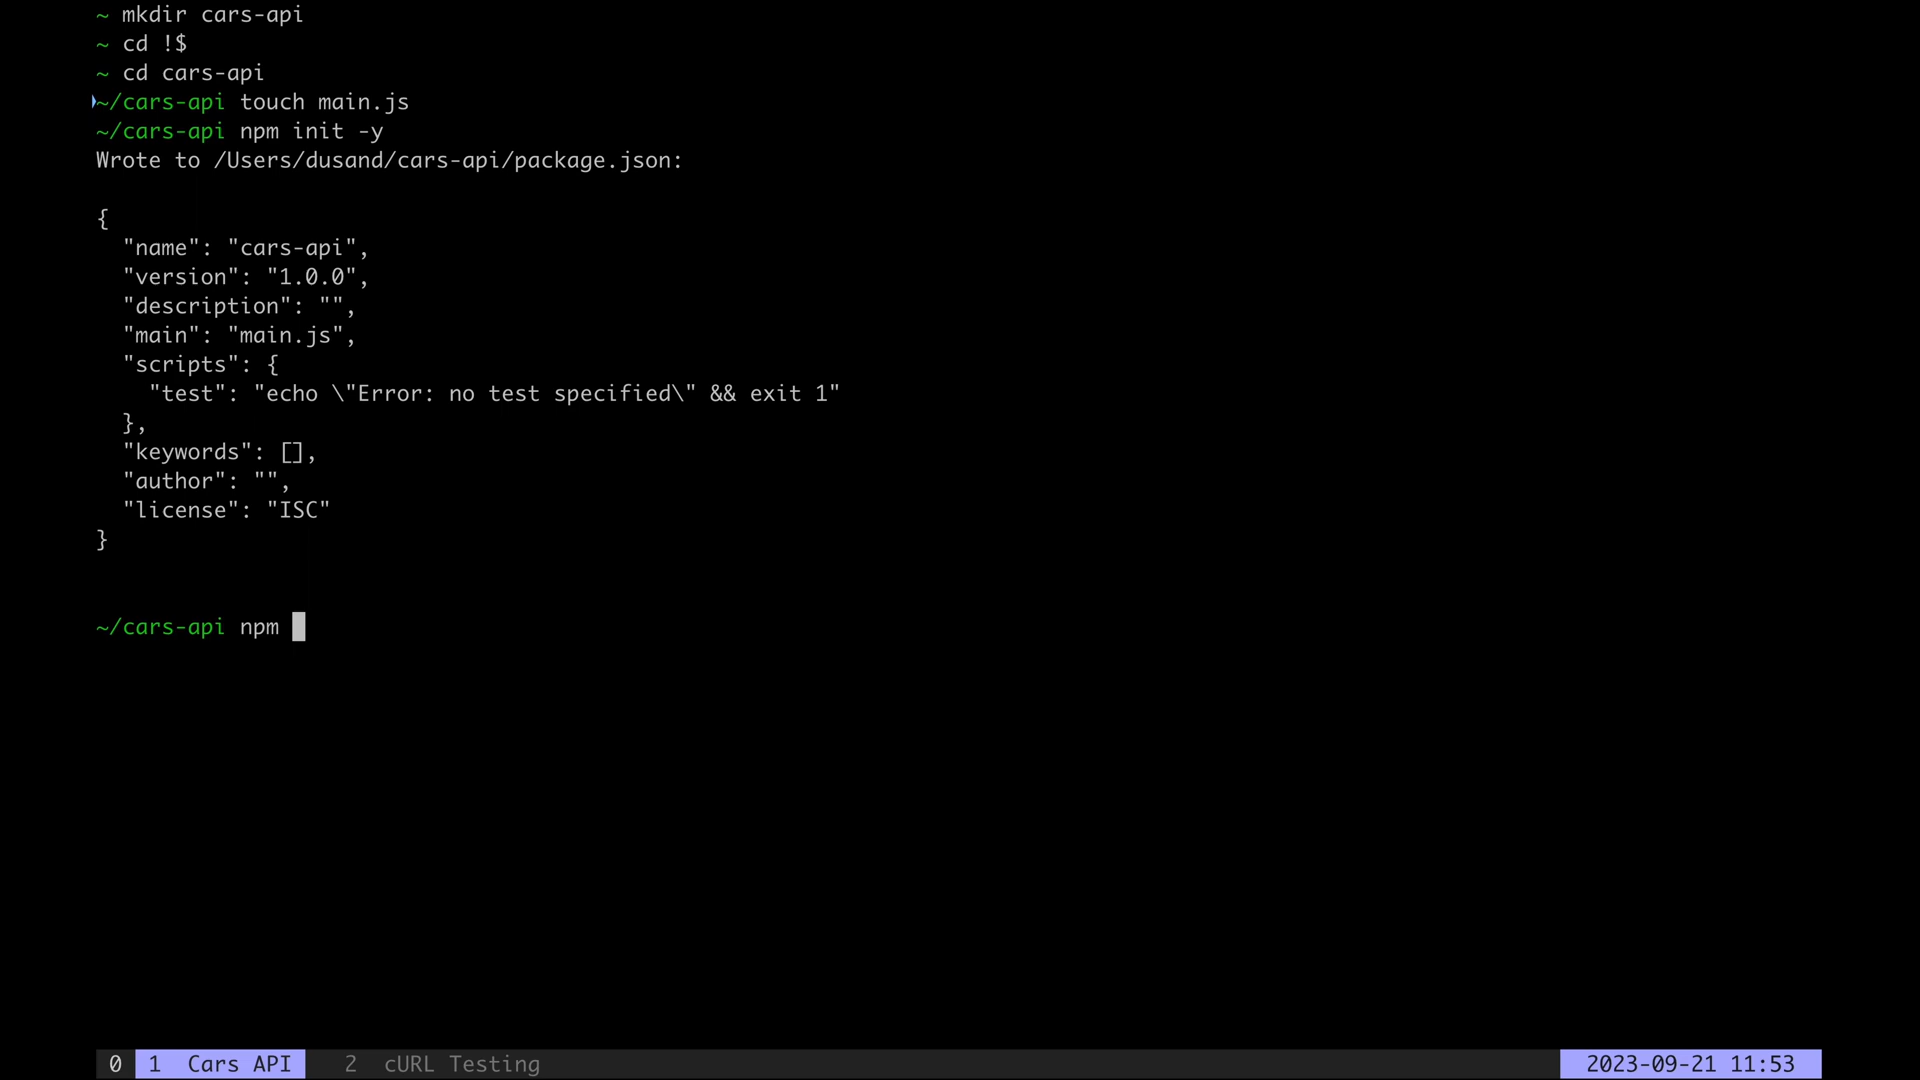 ~ mkdir cars-api
~ cd !$
~ cd cars-api
~/cars-api touch main.js
~/cars-api npm init -y
Wrote to /Users/dusand/cars-api/package.json:
{
  "name": "cars-api",
  "version": "1.0.0",
  "description": "",
  "main": "main.js",
  "scripts": {
    "test": "echo \"Error: no test specified\" && exit 1"
  },
  "keywords": [],
  "author": "",
  "license": "ISC"
}
~/cars-api npm
0 1 Cars API 2 cURL Testing 2023-09-21 11:53